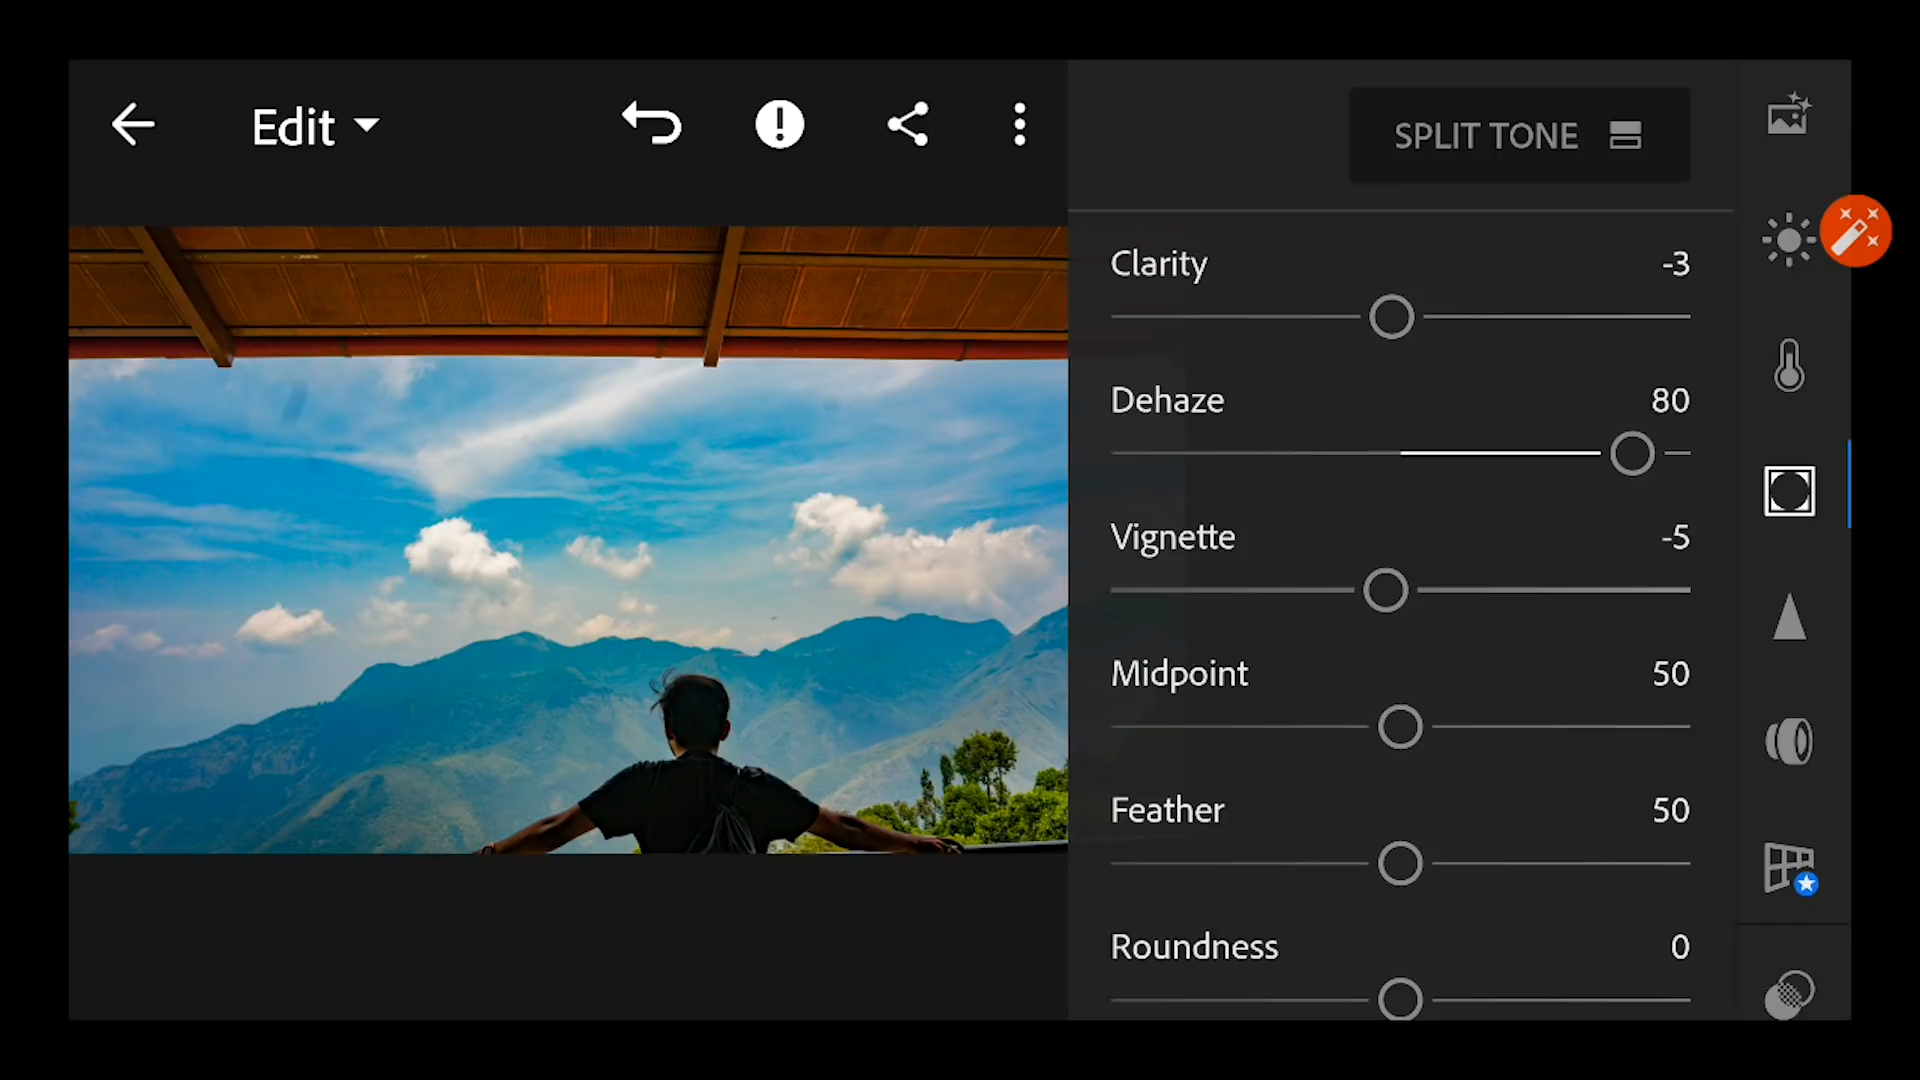 Edit
SPLIT TONE
Clarity -3
Dehaze 80
Vignette -5
Midpoint 50
Feather 50
Roundness 0